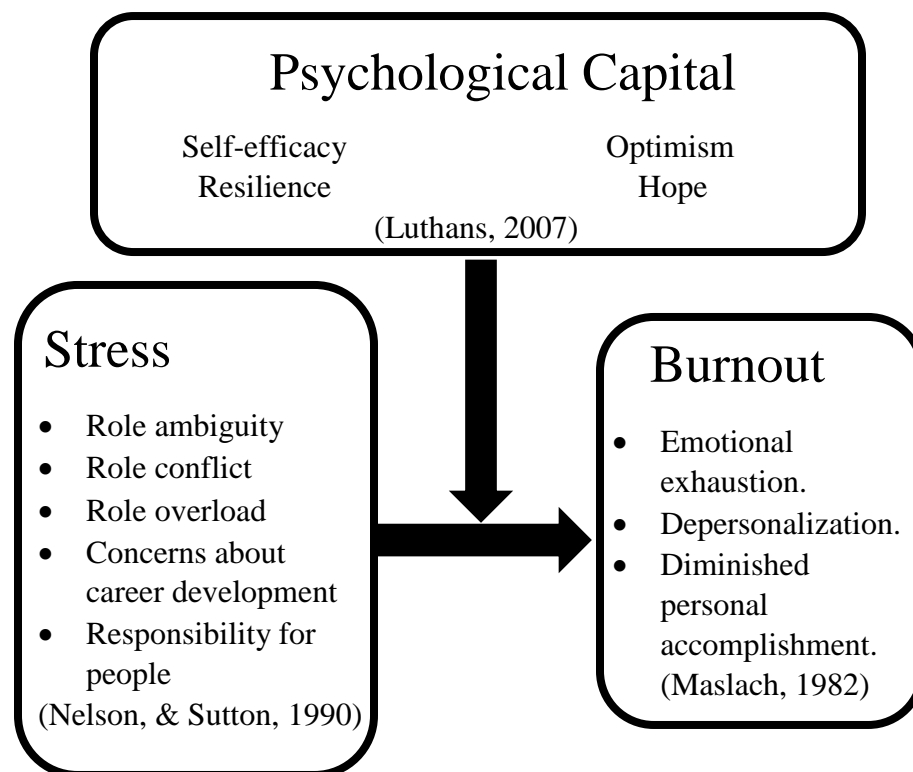 Psychological Capital
Self-efficacy
Resilience
Optimism
Hope
(Luthans, 2007)
Stress
• Role ambiguity
• Role conflict
• Role overload
• Concerns about
career development
• Responsibility for
people
(Nelson, & Sutton, 1990)
Burnout
• Emotional
exhaustion.
• Depersonalization.
• Diminished
personal
accomplishment.
(Maslach, 1982)